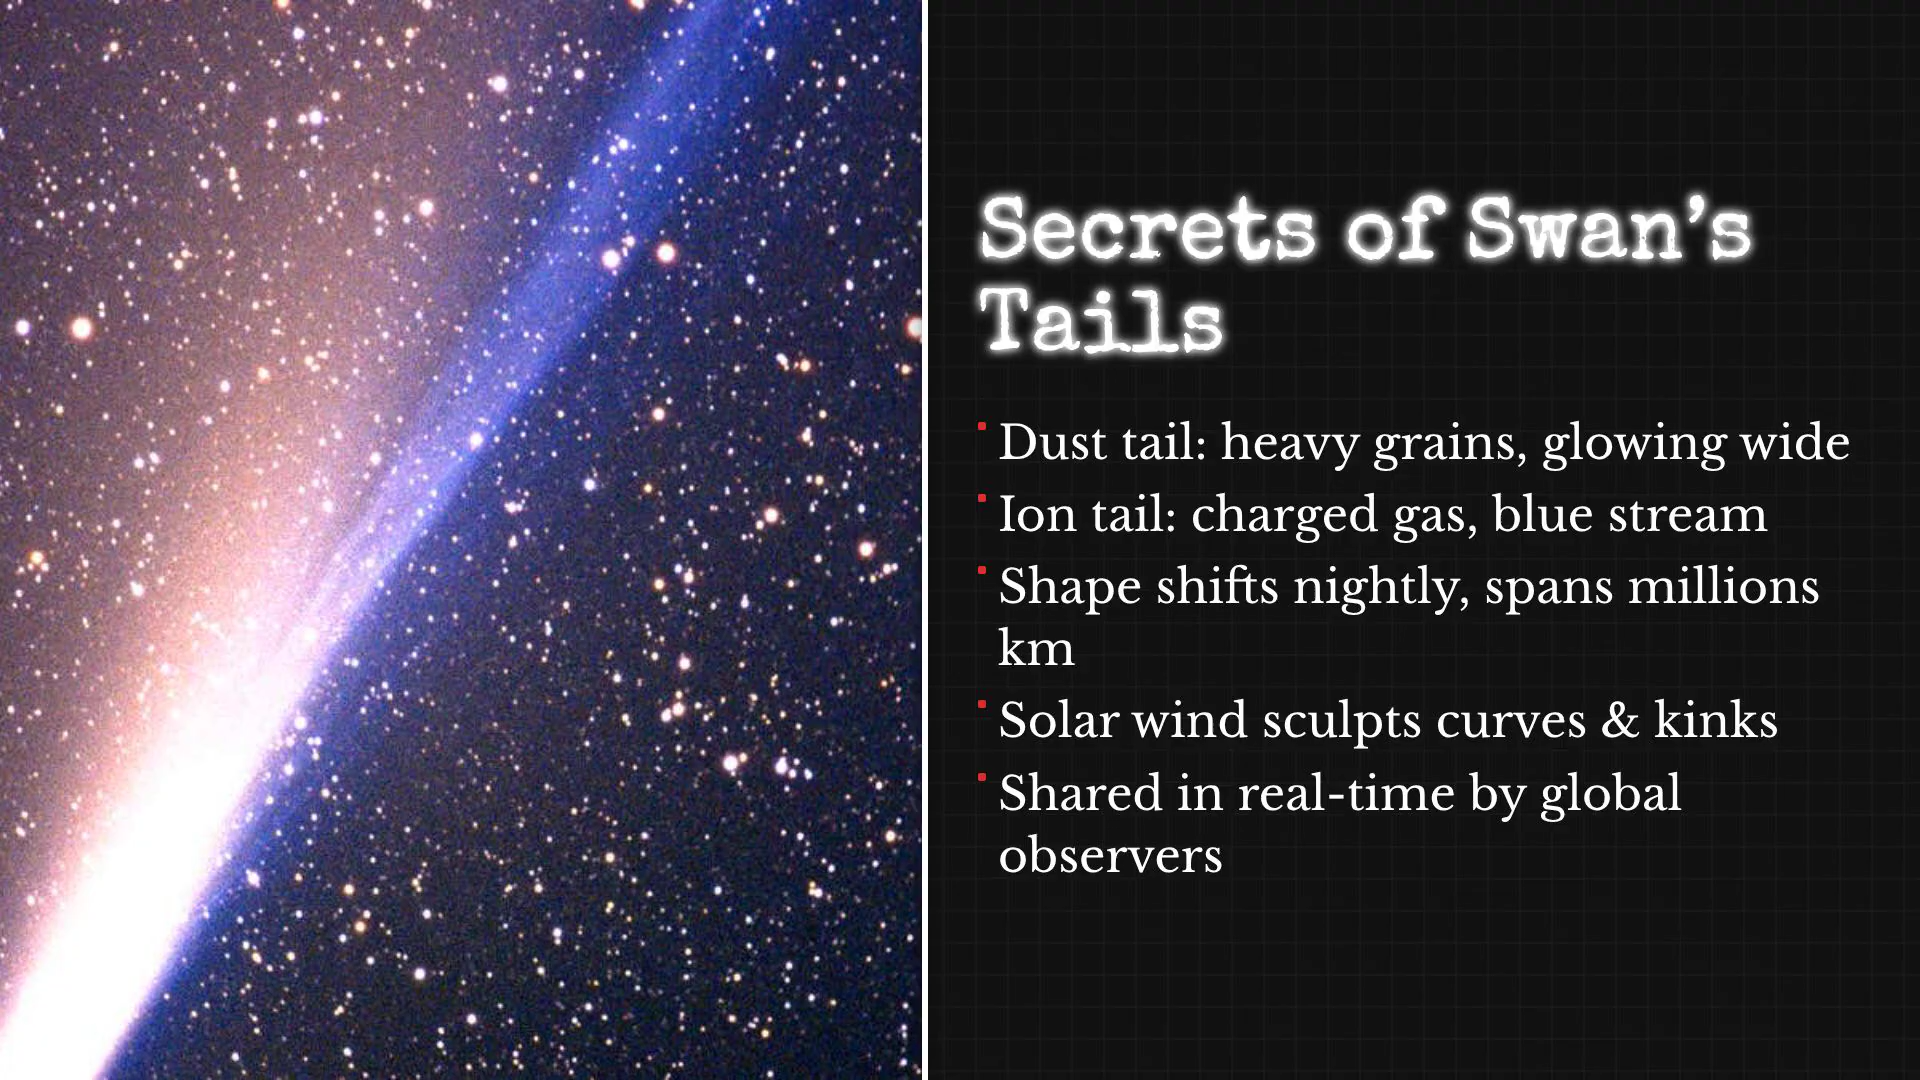 Secrets of Swan’s
Tails
Dust tail: heavy grains, glowing wide
Ion tail: charged gas, blue stream
Shape shifts nightly, spans millions
km
Solar wind sculpts curves & kinks
Shared in real-time by global
observers